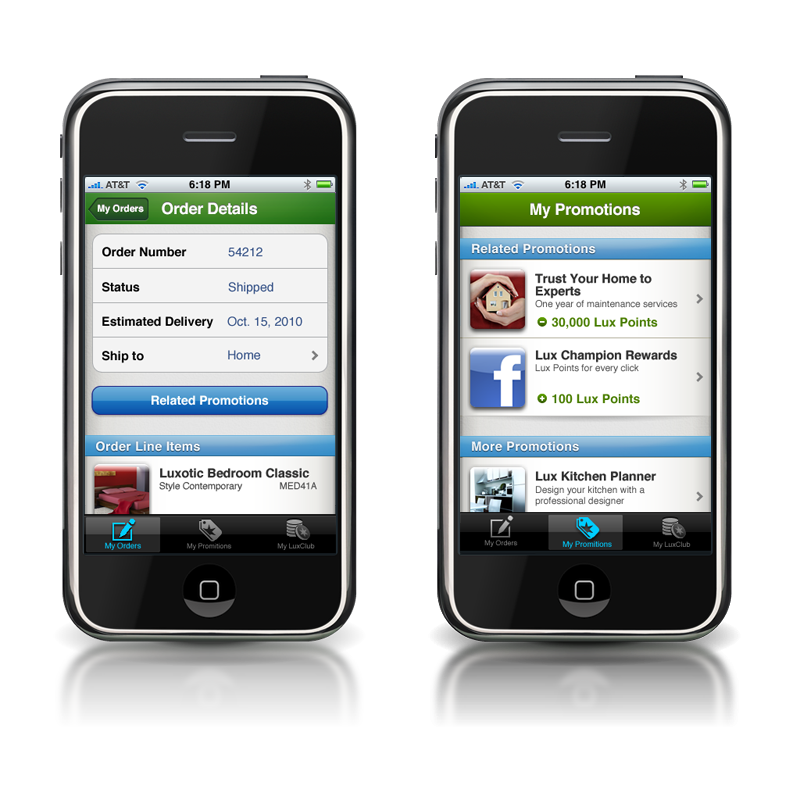 AT&T 6:18 PM
My Orders Order Details
Order Number 54212
Status Shipped
Estimated Delivery Oct. 15, 2010
Ship to Home
Related Promotions
Order Line Items
Luxotic Bedroom Classic
Style Contemporary MED41A
My Orders My Promitions My LuxClub
AT&T 6:18 PM
My Promotions
Related Promotions
Trust Your Home to
Experts
One year of maintenance services
30,000 Lux Points
f
Lux Champion Rewards
Lux Points for every click
100 Lux Points
More Promotions
Lux Kitchen Planner
Design your kitchen with a
professional designer
My Orders My Promitions My LuxClub